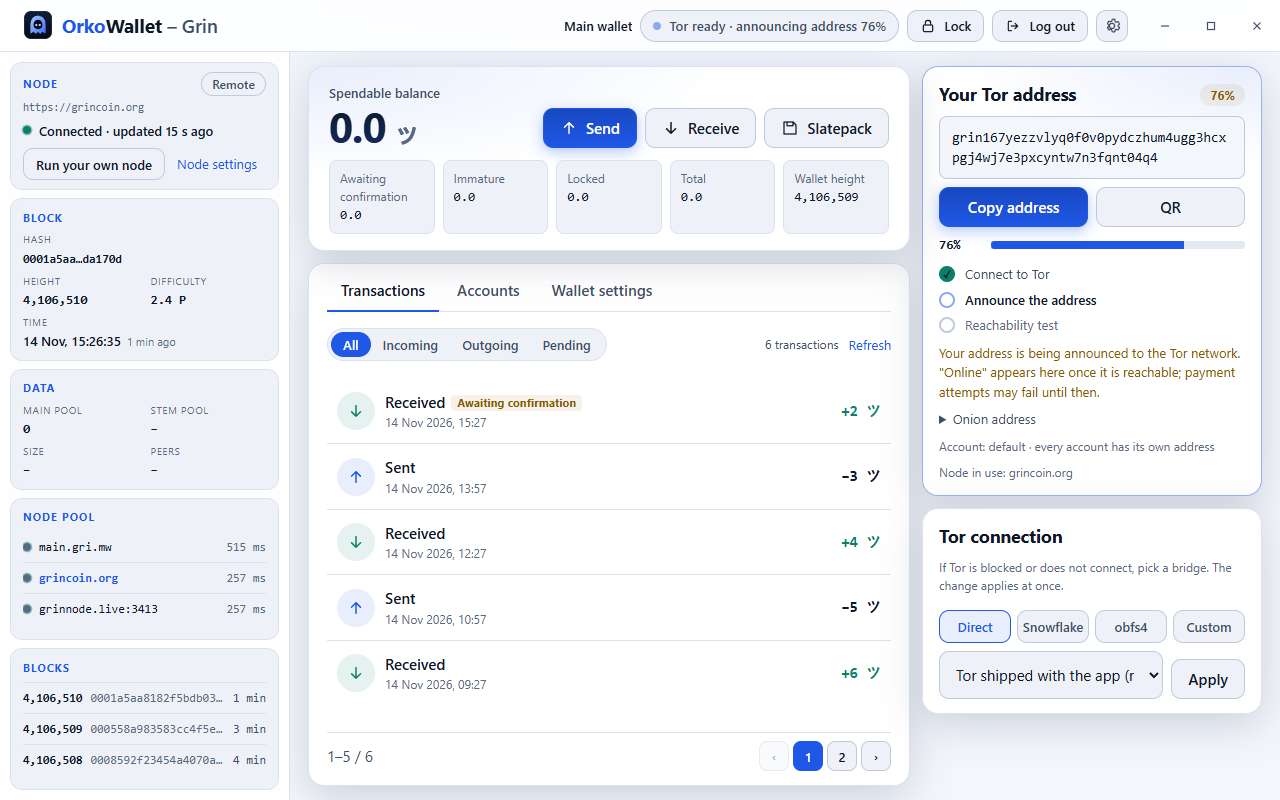 OrkoWallet – Grin
Main wallet
Tor ready · announcing address 76%
Lock
Log out
NODE
Remote
https://grincoin.org
Connected · updated 15 s ago
Run your own node
Node settings
BLOCK
HASH
0001a5aa…da170d
HEIGHT
DIFFICULTY
4,106,510
2.4 P
TIME
14 Nov, 15:26:35 1 min ago
DATA
MAIN POOL
STEM POOL
0
–
SIZE
PEERS
–
–
NODE POOL
main.gri.mw
515 ms
grincoin.org
257 ms
grinnode.live:3413
257 ms
BLOCKS
4,106,510 0001a5aa8182f5bdb03… 1 min
4,106,509 000558a983583cc4f5e… 3 min
4,106,508 0008592f23454a4070a… 4 min
Spendable balance
0.0 ツ
Send
Receive
Slatepack
Awaiting
confirmation
0.0
Immature
0.0
Locked
0.0
Total
0.0
Wallet height
4,106,509
Transactions
Accounts
Wallet settings
All
Incoming
Outgoing
Pending
6 transactions
Refresh
Received Awaiting confirmation
14 Nov 2026, 15:27
+2 ツ
Sent
14 Nov 2026, 13:57
−3 ツ
Received
14 Nov 2026, 12:27
+4 ツ
Sent
14 Nov 2026, 10:57
−5 ツ
Received
14 Nov 2026, 09:27
+6 ツ
1–5 / 6
‹ 1 2 ›
Your Tor address
76%
grin167yezzvlyq0f0v0pydczhum4ugg3hcx
pgj4wj7e3pxcyntw7n3fqnt04q4
Copy address
QR
76%
Connect to Tor
Announce the address
Reachability test
Your address is being announced to the Tor network.
"Online" appears here once it is reachable; payment
attempts may fail until then.
Onion address
Account: default · every account has its own address
Node in use: grincoin.org
Tor connection
If Tor is blocked or does not connect, pick a bridge. The
change applies at once.
Direct
Snowflake
obfs4
Custom
Tor shipped with the app (r
Apply